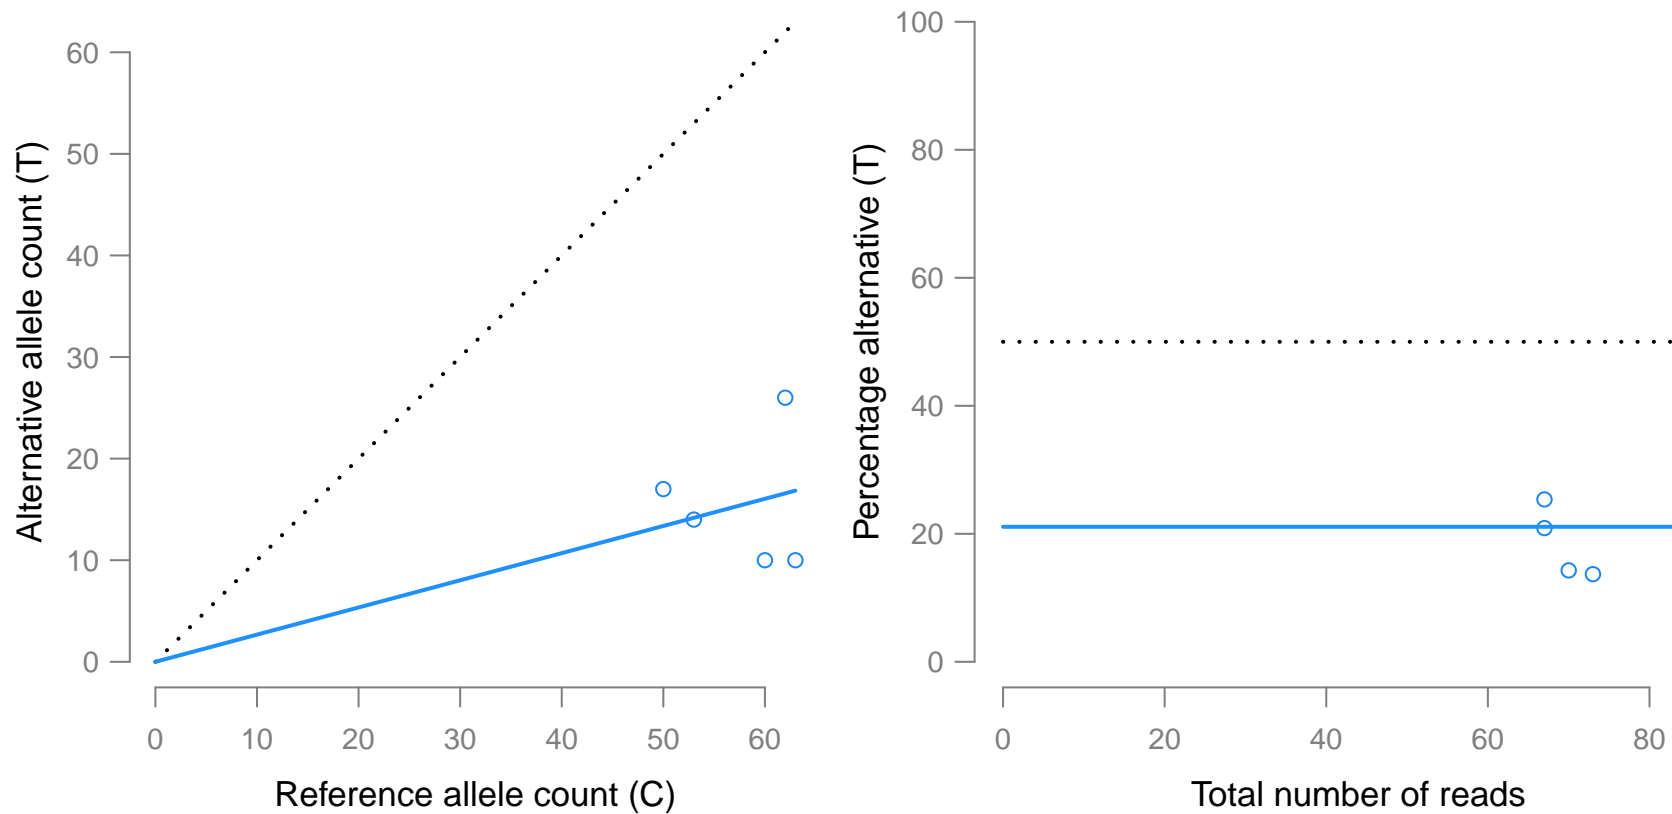 Alternative allele count (T)
60
50
40
30
20
10
0
0 10 20 30 40 50 60
Reference allele count (C)
Percentage alternative (T)
100
80
60
40
20
0
0 20 40 60 80
Total number of reads